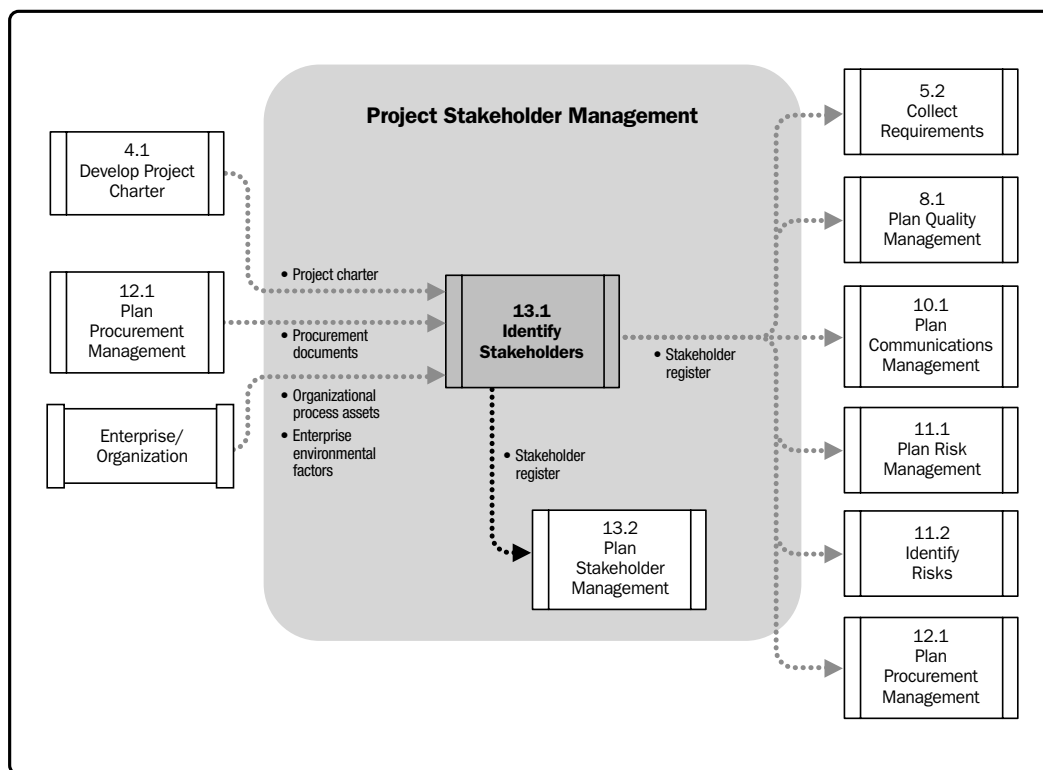 Project Stakeholder Management
4.1
Develop Project
Charter
12.1
Plan
Procurement
Management
Enterprise/
Organization
• Project charter
• Procurement
documents
• Organizational
process assets
• Enterprise
environmental
factors
13.1
Identify
Stakeholders
• Stakeholder
register
• Stakeholder
register
13.2
Plan
Stakeholder
Management
5.2
Collect
Requirements
8.1
Plan Quality
Management
10.1
Plan
Communications
Management
11.1
Plan Risk
Management
11.2
Identify
Risks
12.1
Plan
Procurement
Management